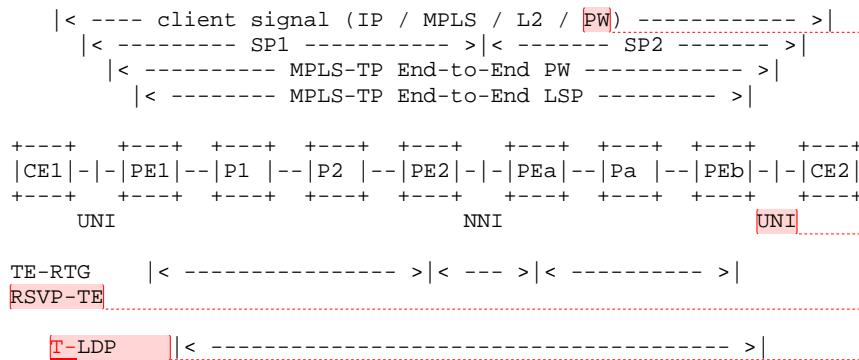 |< ---- client signal (IP / MPLS / L2 / PW) ------------ >|
|< --------- SP1 ----------- >|< ------- SP2 ------- >|
|< ---------- MPLS-TP End-to-End PW ------------ >|
|< -------- MPLS-TP End-to-End LSP --------- >|
+---+ +---+ +---+ +---+ +---+ +---+ +---+ +---+ +---+
|CE1|-|-|PE1|--|P1 |--|P2 |--|PE2|-|-|PEa|--|Pa |--|PEb|-|-|CE2|
+---+ +---+ +---+ +---+ +---+ +---+ +---+ +---+ +---+
UNI NNI UNI
TE-RTG |< ---------------- >|< --- >|< ---------- >|
RSVP-TE
T-LDP |< --------------------------------------- >|